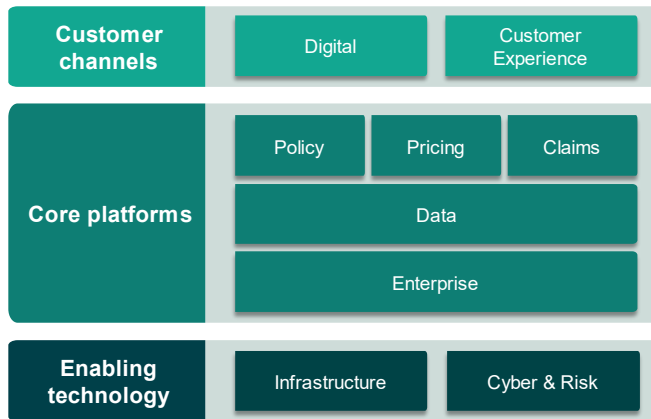 Customer
channels
Digital
Customer
Experience
Core platforms
Policy
Pricing
Claims
Data
Enterprise
Enabling
technology
Infrastructure
Cyber & Risk